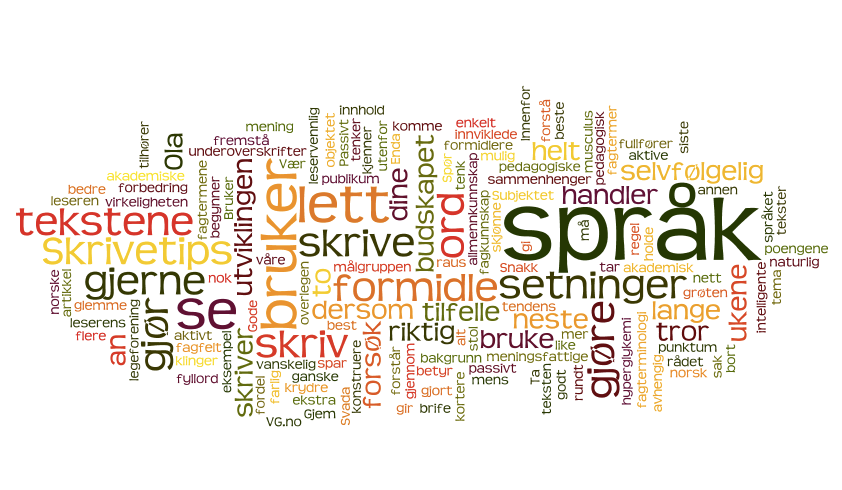 språk
bruker
lett
se
skrive
setninger
formidle
tekstene
Skrivetips
gjerne
gjør
skriv
ord
gjøre
utviklingen
underoverskrifter
fremstå
mening
Ola
tilhører
akademiske
forbedring
bedre
leseren
virkeligheten
fagtermene
begynner
Bruker
Vær
leservennlig
innhold
objektet
Passivt
tenker
kjenner
utenfor
Enda
komme
publikum
dine
budskapet
enkelt
innviklede
formidlere
mulig
Innenfor
forstå
beste
helt
pedagogiske
sammenhenger
musculus
pedagogisk
fagtermer
fullfører
aktive
siste
selvfølgelig
handler
annen
språket
tekster
poengene
naturlig
tema
intelligente
Spør
tenk
allmennkunnskap
fagkunnskap
skjønne
subjektet
gi
må
regel
holde
våre
målgruppen
raus
snakk
tar
akademisk
nett
grøten
ukene
to
overlegen
nok
norske
artikkel
glemme
leserens
flere
an
legeforening
aktivt
fagfelt
klinger
fyllord
eksempel
skriver
Gode
fordel
vanskelig
farlig
VG.no
spar
ganske
krydre
ekstra
Gjem
best
konstruere
Svada
forsøk
dersom
tilfelle
riktig
forstår
gjennom
gir
betyr
gjort
brife
bakgrunn
alt
stol
kortere
passivt
mens
meningsfattige
bruke
tendens
neste
like
mer
Ta
teksten
godt
rundt
hyperglykemi
fagterminologi
avhengig
lange
tror
punktum
rådet
norsk
sak
bort